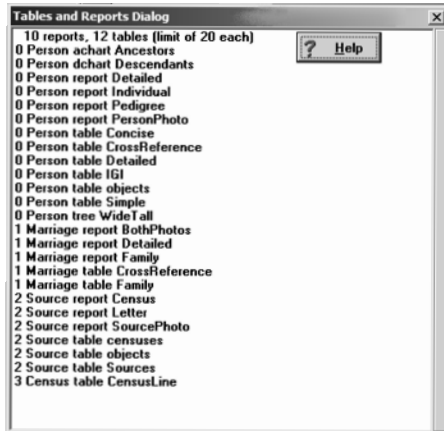 Tables and Reports Dialog
10 reports, 12 tables (limit of 20 each)
Help
0 Person achart Ancestors
0 Person dchart Descendants
0 Person report Detailed
0 Person report Individual
0 Person report Pedigree
0 Person report PersonPhoto
0 Person table Concise
0 Person table CrossReference
0 Person table Detailed
0 Person table IGI
0 Person table objects
0 Person table Simple
0 Person tree WideTall
1 Marriage report BothPhotos
1 Marriage report Detailed
1 Marriage report Family
1 Marriage table CrossReference
1 Marriage table Family
2 Source report Census
2 Source report Letter
2 Source report SourcePhoto
2 Source table censuses
2 Source table objects
2 Source table Sources
3 Census table CensusLine